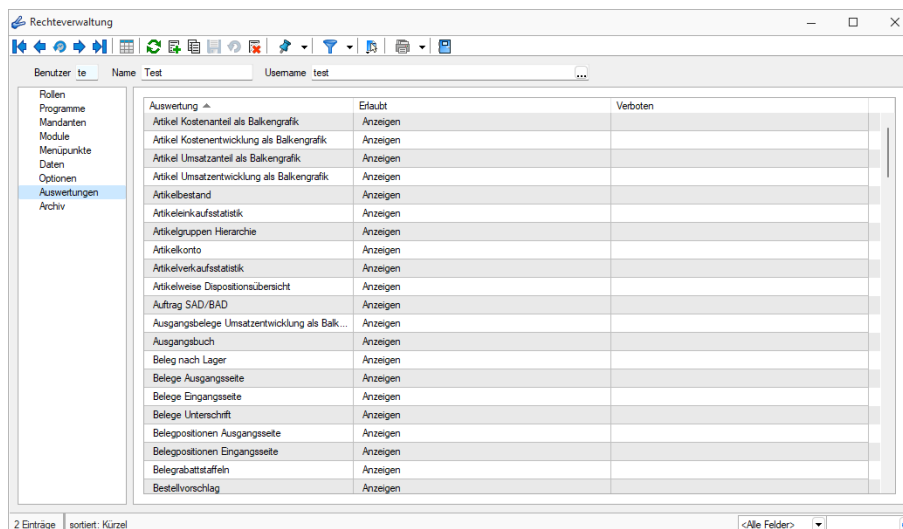 Rechteverwaltung
Benutzer te Name Test Username test ...
Rollen
Programme
Mandanten
Module
Menüpunkte
Daten
Optionen
Auswertungen
Archiv
Auswertung Erlaubt Verboten
Artikel Kostenanteil als Balkengrafik Anzeigen
Artikel Kostenentwicklung als Balkengrafik Anzeigen
Artikel Umsatzanteil als Balkengrafik Anzeigen
Artikel Umsatzentwicklung als Balkengrafik Anzeigen
Artikelbestand Anzeigen
Artikeleinkaufsstatistik Anzeigen
Artikelgruppen Hierarchie Anzeigen
Artikelkonto Anzeigen
Artikelverkaufsstatistik Anzeigen
Artikelweise Dispositionsübersicht Anzeigen
Auftrag SAD/BAD Anzeigen
Ausgangsbelege Umsatzentwicklung als Balk... Anzeigen
Ausgangsbuch Anzeigen
Beleg nach Lager Anzeigen
Belege Ausgangsseite Anzeigen
Belege Eingangsseite Anzeigen
Belege Unterschrift Anzeigen
Belegpositionen Ausgangsseite Anzeigen
Belegpositionen Eingangsseite Anzeigen
Belegrabattstaffeln Anzeigen
Bestellvorschlag Anzeigen
2 Einträge sortiert: Kürzel <Alle Felder>